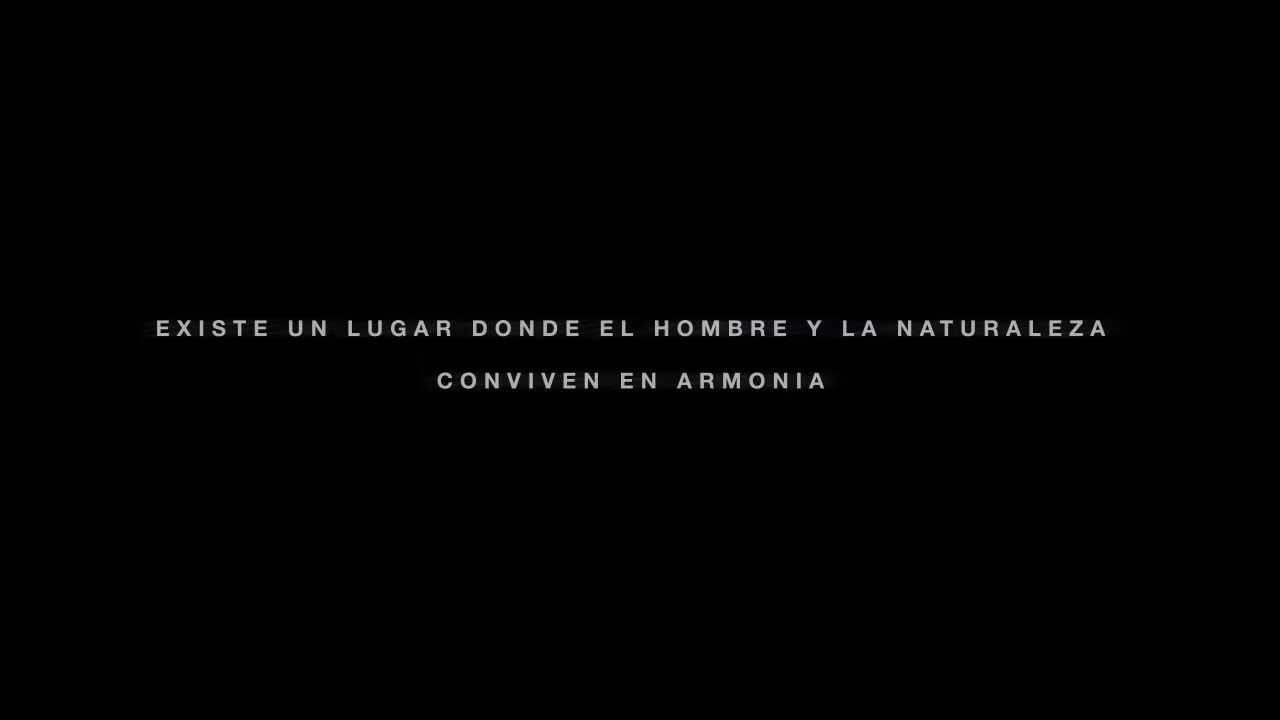 EXISTE UN LUGAR DONDE EL HOMBRE Y LA NATURALEZA
CONVIVEN EN ARMONIA